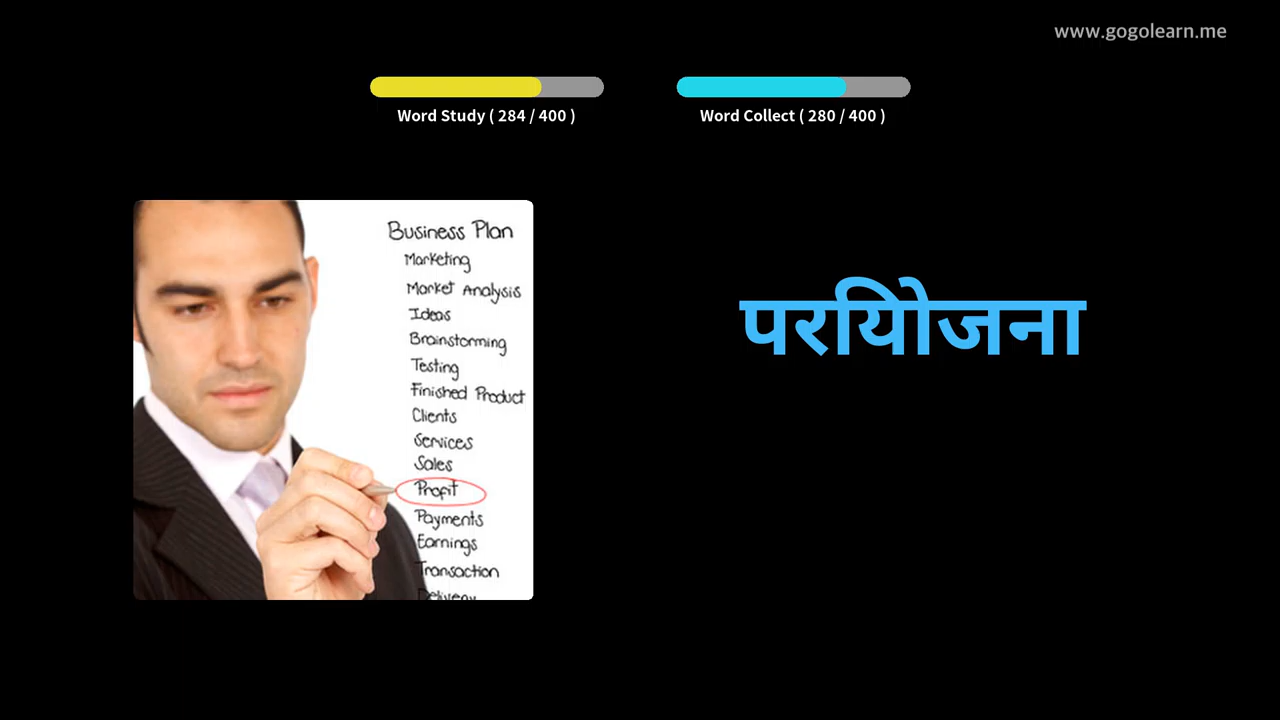 www.gogolearn.me
Word Study ( 284 / 400 )
Word Collect ( 280 / 400 )
Business Plan
Marketing
Market Analysis
Ideas
Brainstorming
Testing
Finished Product
Clients
Services
Sales
Profit
Payments
Earnings
Transaction
Delivery
परियोजना